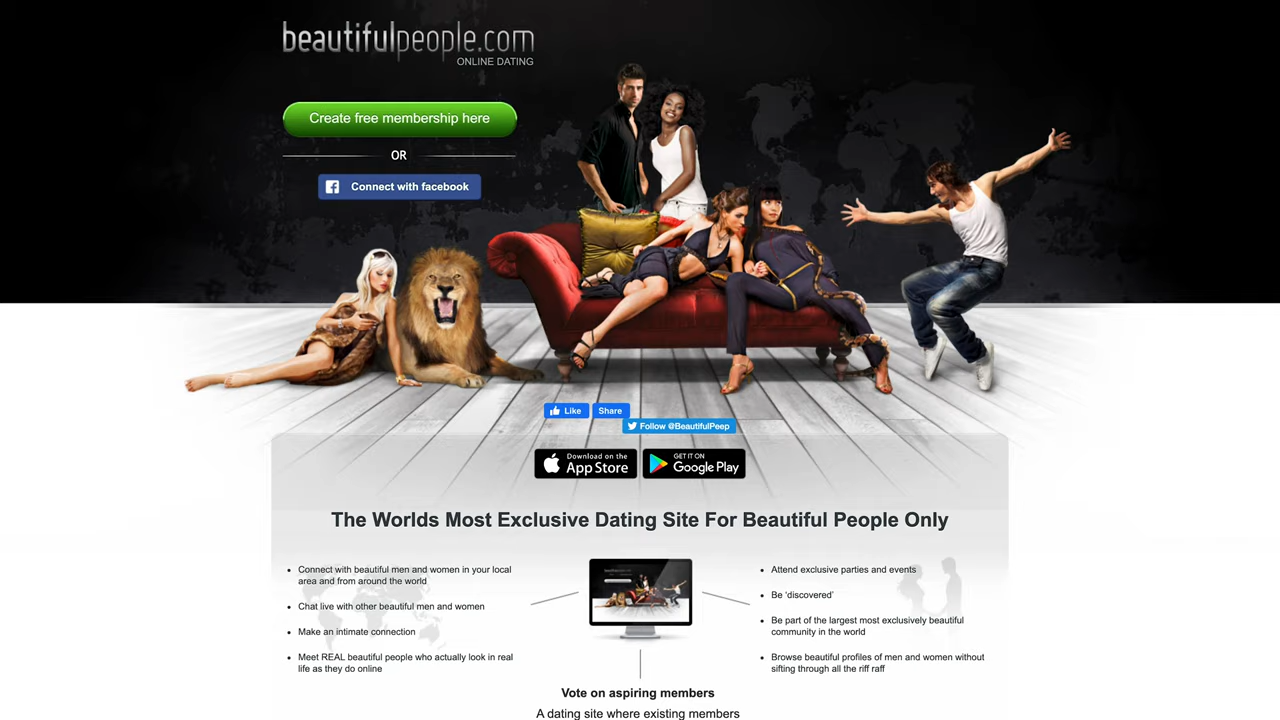 beautifulpeople.com
ONLINE DATING
Create free membership here
OR
Connect with facebook
Like
Share
Follow @BeautifulPeep
Download on the
App Store
GET IT ON
Google Play
The Worlds Most Exclusive Dating Site For Beautiful People Only
Connect with beautiful men and women in your local
area and from around the world
Chat live with other beautiful men and women
Make an intimate connection
Meet REAL beautiful people who actually look in real
life as they do online
Attend exclusive parties and events
Be ‘discovered’
Be part of the largest most exclusively beautiful
community in the world
Browse beautiful profiles of men and women without
sifting through all the riff raff
Vote on aspiring members
A dating site where existing members